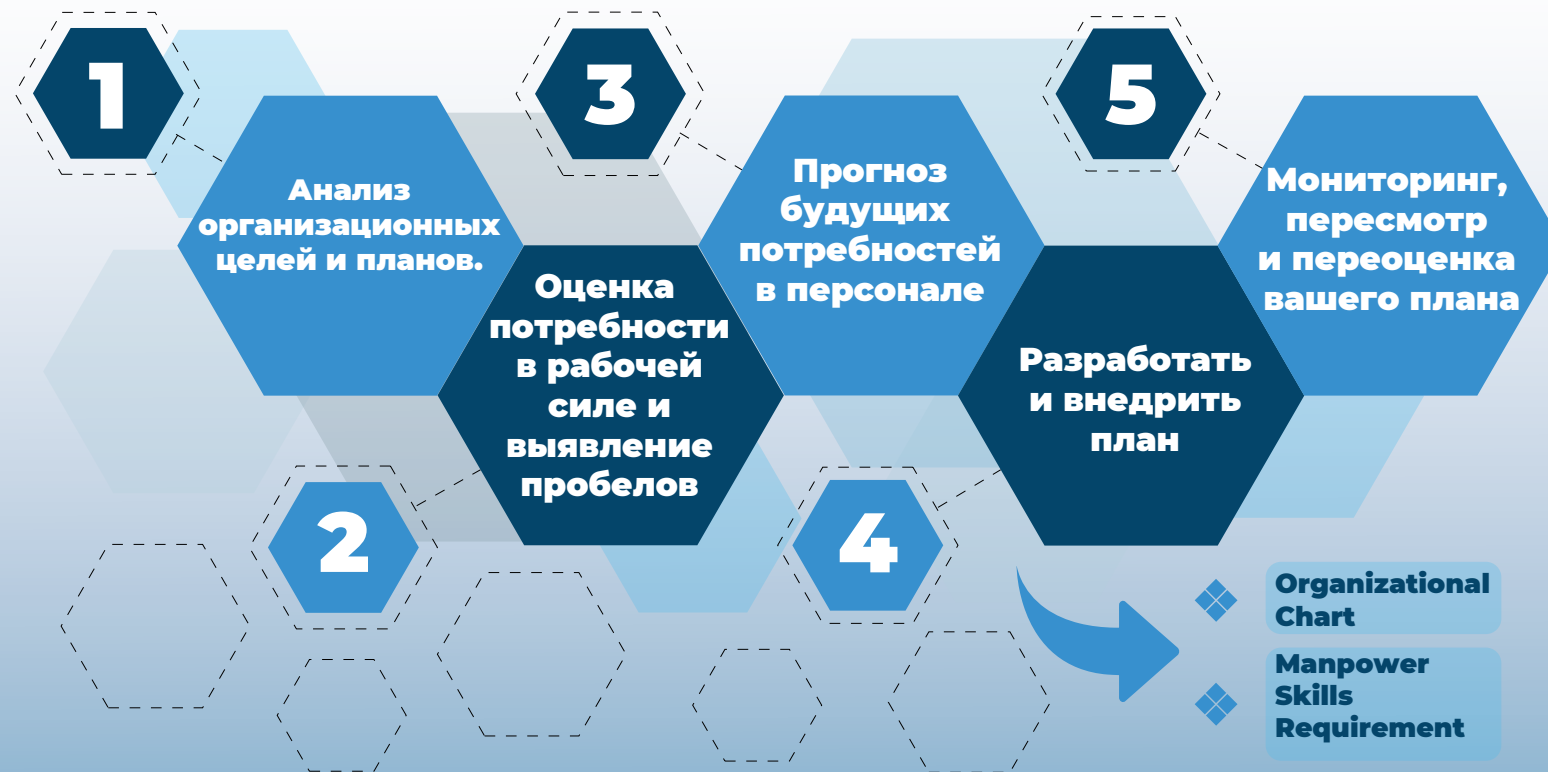 1
Анализ
организационных
целей и планов.
2
Оценка
потребности
в рабочей
силе и
выявление
пробелов
3
Прогноз
будущих
потребностей
в персонале
4
Разработать
и внедрить
план
5
Мониторинг,
пересмотр
и переоценка
вашего плана
Organizational
Chart
Manpower
Skills
Requirement